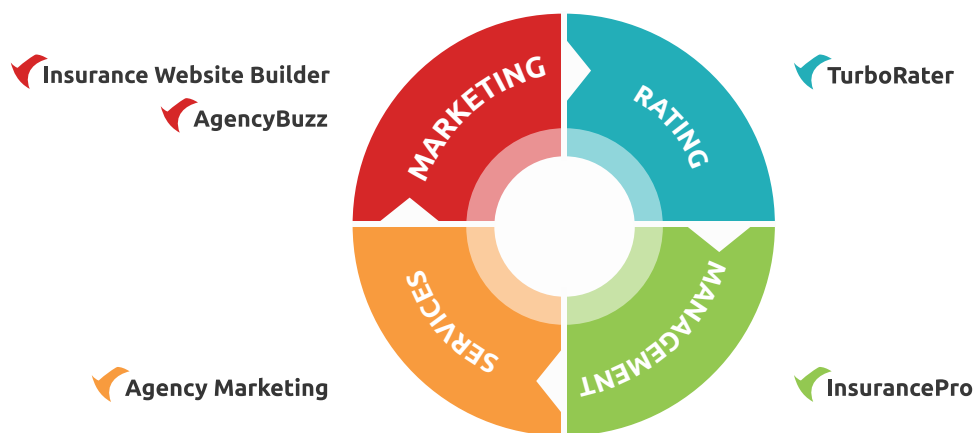 Insurance Website Builder
AgencyBuzz
MARKETING
RATING
TurboRater
SERVICES
MANAGEMENT
Agency Marketing
InsurancePro